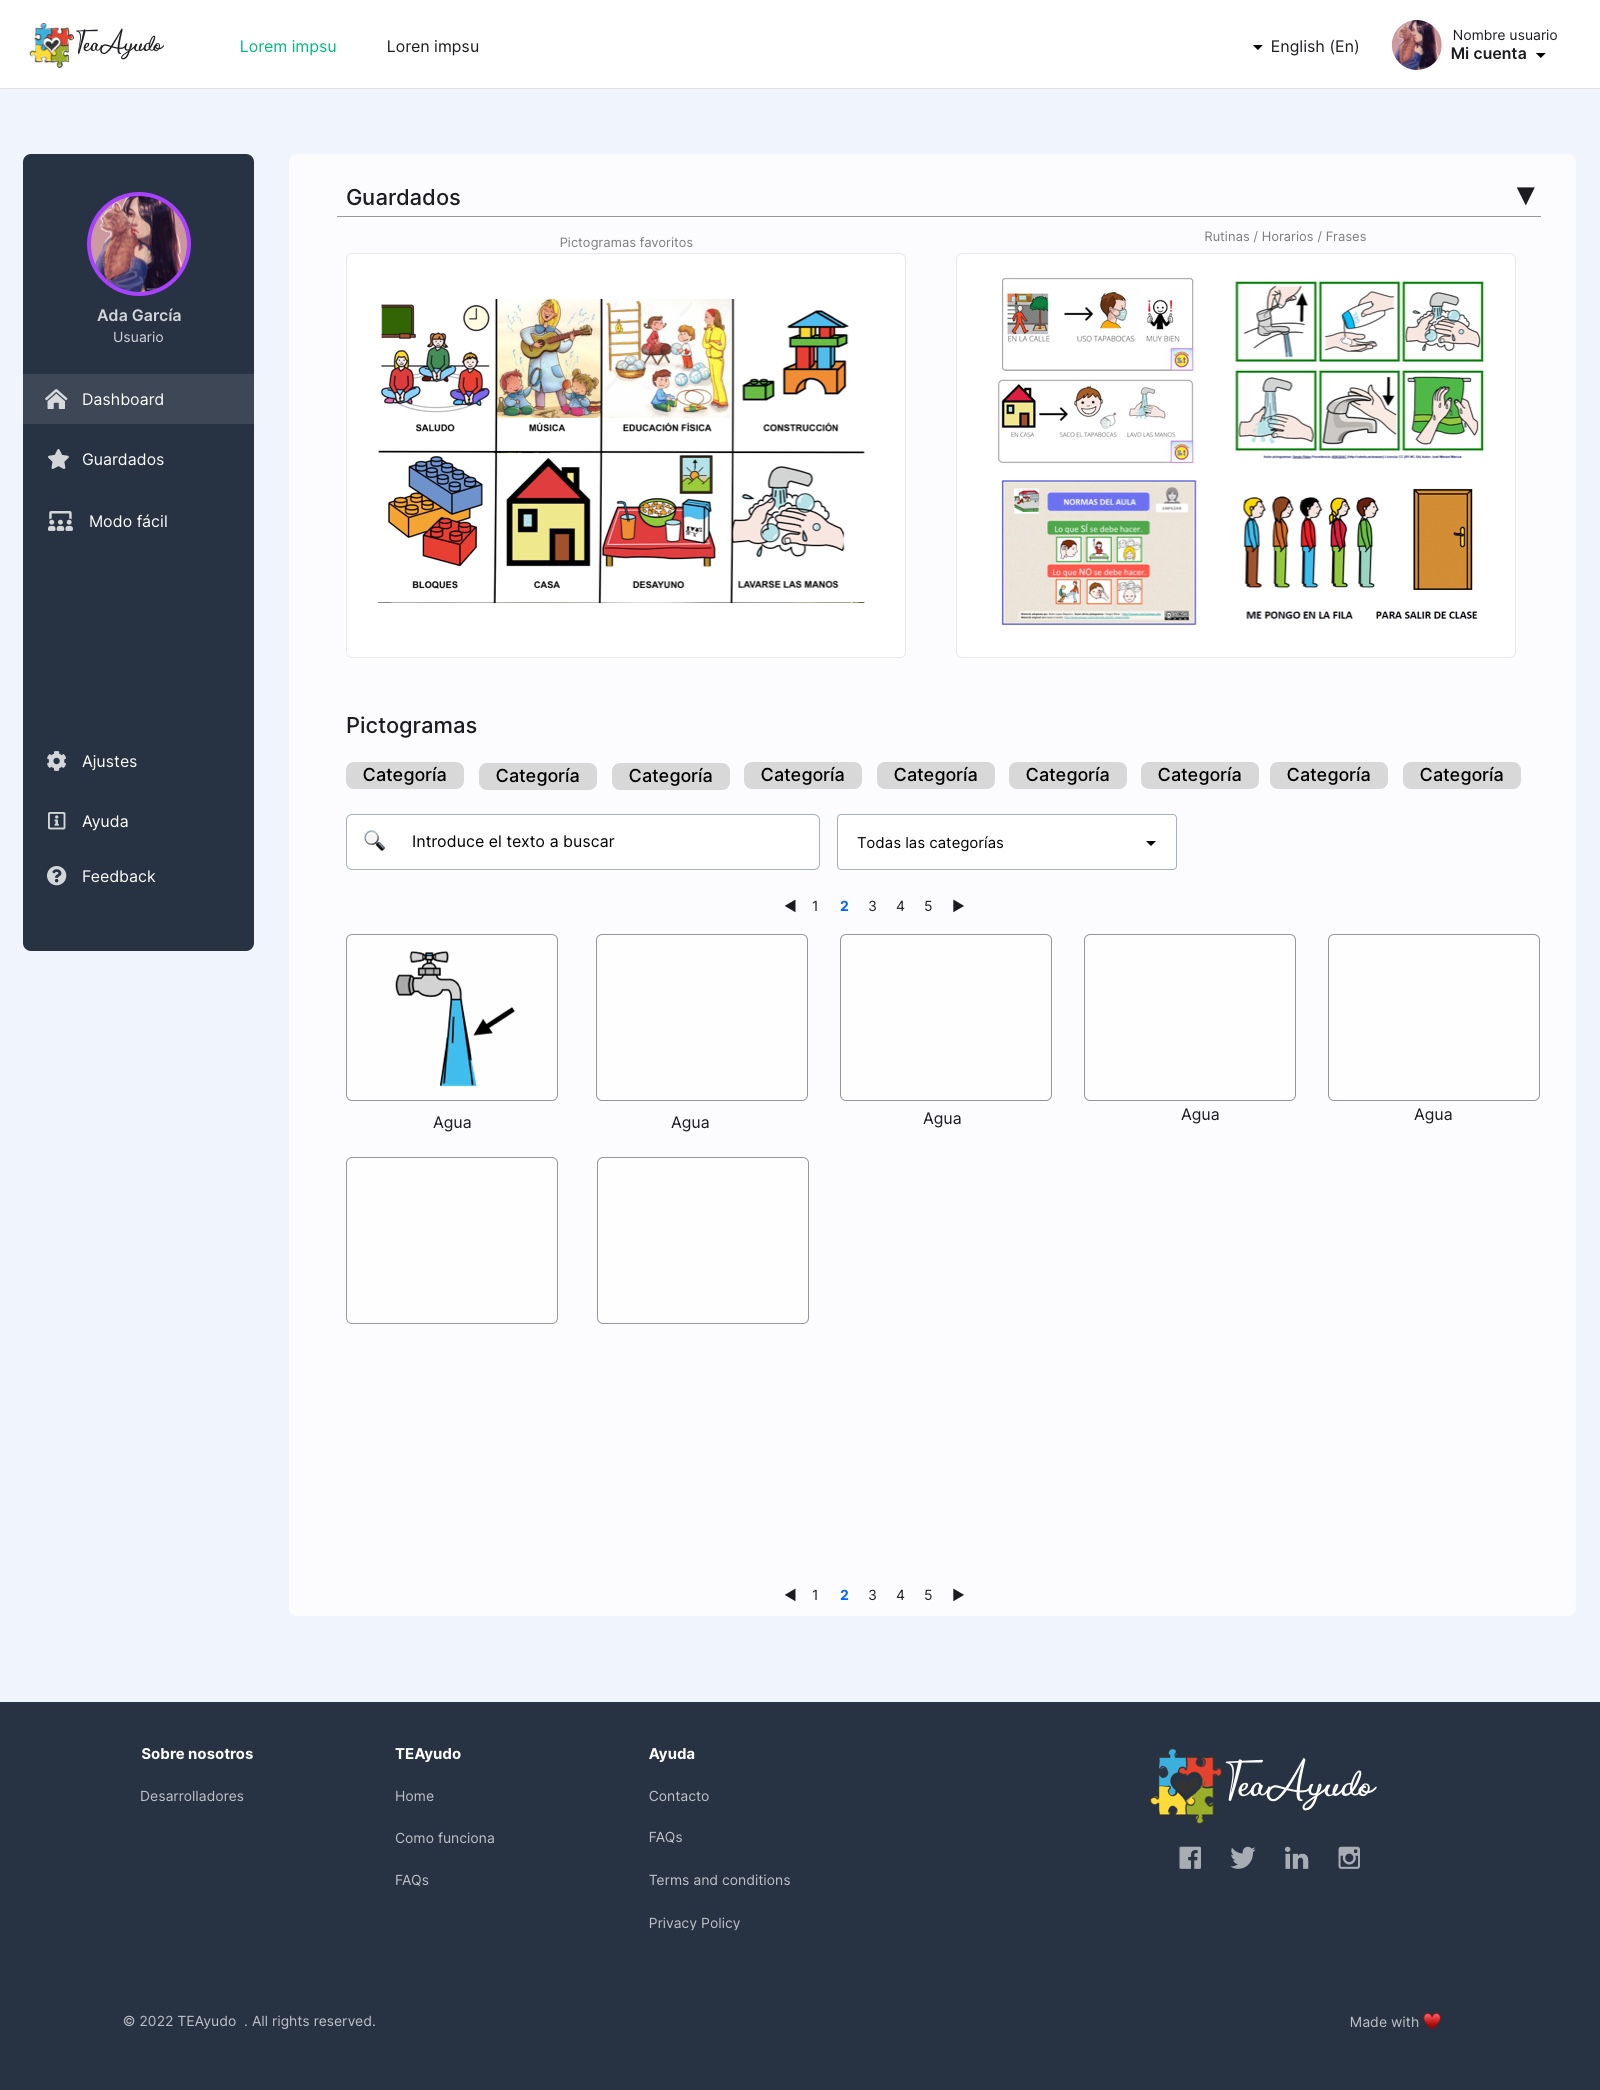 TeaAyudo
Lorem impsu
Loren impsu
English (En)
Nombre usuario
Mi cuenta
Ada García
Usuario
Dashboard
Guardados
Modo fácil
Ajustes
Ayuda
Feedback
Guardados
Pictogramas favoritos
Rutinas / Horarios / Frases
SALUDO
MÚSICA
EDUCACIÓN FÍSICA
CONSTRUCCIÓN
BLOQUES
CASA
DESAYUNO
LAVARSE LAS MANOS
EN LA CALLE
USO TAPABOCAS
MUY BIEN
EN CASA
SACO EL TAPABOCAS
LAVO LAS MANOS
NORMAS DEL AULA
Lo que SÍ se debe hacer.
Lo que NO se debe hacer.
ME PONGO EN LA FILA
PARA SALIR DE CLASE
Pictogramas
Categoría Categoría Categoría Categoría Categoría Categoría Categoría Categoría Categoría
Introduce el texto a buscar
Todas las categorías
1 2 3 4 5
Agua Agua Agua Agua Agua
1 2 3 4 5
Sobre nosotros
Desarrolladores
TEAyudo
Home
Como funciona
FAQs
Ayuda
Contacto
FAQs
Terms and conditions
Privacy Policy
TeaAyudo
© 2022 TEAyudo . All rights reserved.
Made with